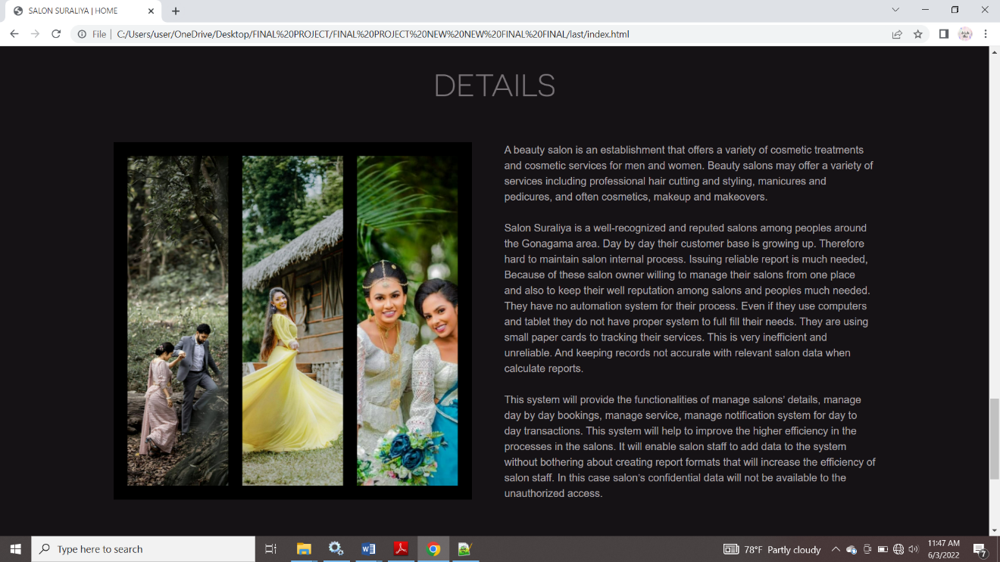 SALON SURALIYA | HOME
File
C:/Users/user/OneDrive/Desktop/FINAL%20PROJECT/FINAL%20PROJECT%20NEW%20NEW%20FINAL%20FINAL/last/index.html
DETAILS
A beauty salon is an establishment that offers a variety of cosmetic treatments
and cosmetic services for men and women. Beauty salons may offer a variety of
services including professional hair cutting and styling, manicures and
pedicures, and often cosmetics, makeup and makeovers.
Salon Suraliya is a well-recognized and reputed salons among peoples around
the Gonagama area. Day by day their customer base is growing up. Therefore
hard to maintain salon internal process. Issuing reliable report is much needed,
Because of these salon owner willing to manage their salons from one place
and also to keep their well reputation among salons and peoples much needed.
They have no automation system for their process. Even if they use computers
and tablet they do not have proper system to full fill their needs. They are using
small paper cards to tracking their services. This is very inefficient and
unreliable. And keeping records not accurate with relevant salon data when
calculate reports.
This system will provide the functionalities of manage salons' details, manage
day by day bookings, manage service, manage notification system for day to
day transactions. This system will help to improve the higher efficiency in the
processes in the salons. It will enable salon staff to add data to the system
without bothering about creating report formats that will increase the efficiency of
salon staff. In this case salon's confidential data will not be available to the
unauthorized access.
Type here to search
78°F Partly cloudy
11:47 AM
6/3/2022
7